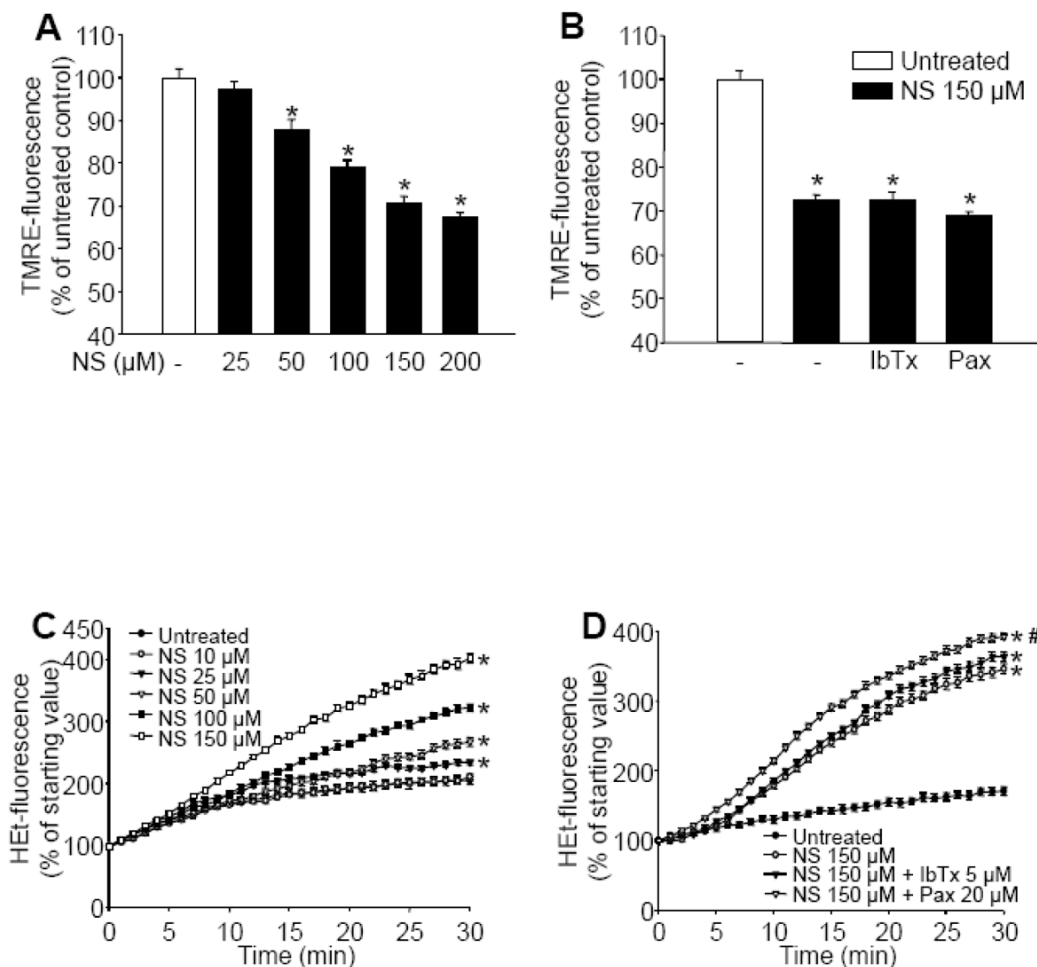 A
TMRE-fluorescence
(% of untreated control)
110
100
90
80
70
60
50
40
*
*
*
*
NS (µM) - 25 50 100 150 200
B
TMRE-fluorescence
(% of untreated control)
110
100
90
80
70
60
50
40
Untreated
NS 150 µM
*
*
*
- - IbTx Pax
C
HEt-fluorescence
(% of starting value)
450
400
300
200
100
0
Untreated
NS 10 µM
NS 25 µM
NS 50 µM
NS 100 µM
NS 150 µM
*
*
*
*
0 5 10 15 20 25 30
Time (min)
D
HEt-fluorescence
(% of starting value)
400
300
200
100
0
* #
*
*
Untreated
NS 150 µM
NS 150 µM + IbTx 5 µM
NS 150 µM + Pax 20 µM
0 5 10 15 20 25 30
Time (min)